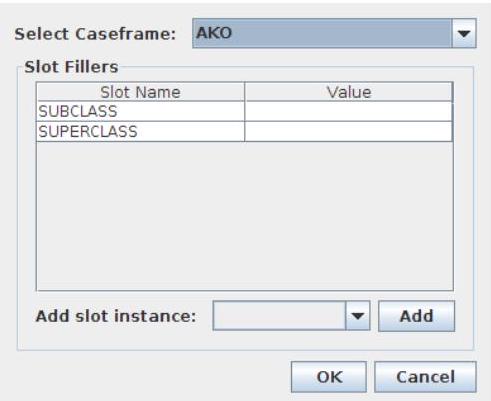 Select Caseframe: AKO
Slot Fillers
Slot Name Value
SUBCLASS
SUPERCLASS
Add slot instance: Add
OK Cancel